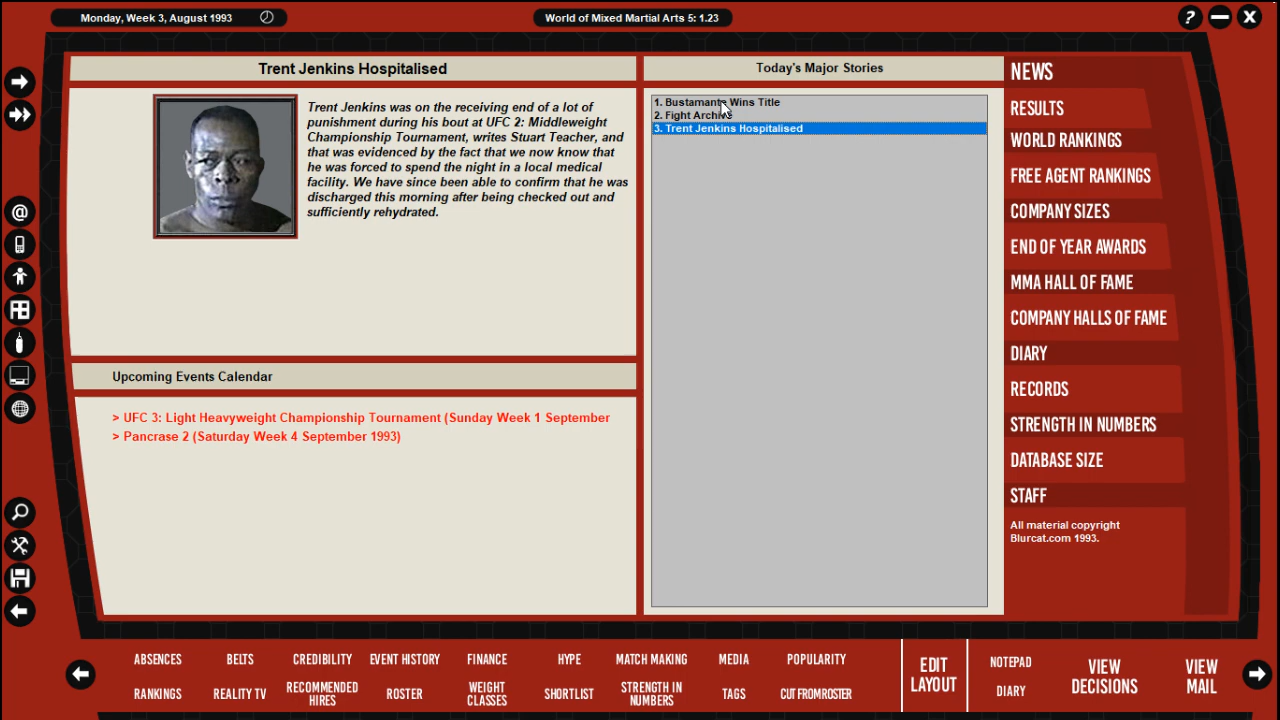 Monday, Week 3, August 1993
World of Mixed Martial Arts 5: 1.23
?
Trent Jenkins Hospitalised
Trent Jenkins was on the receiving end of a lot of
punishment during his bout at UFC 2: Middleweight
Championship Tournament, writes Stuart Teacher, and
that was evidenced by the fact that we now know that
he was forced to spend the night in a local medical
facility. We have since been able to confirm that he was
discharged this morning after being checked out and
sufficiently rehydrated.
Upcoming Events Calendar
> UFC 3: Light Heavyweight Championship Tournament (Sunday Week 1 September
> Pancrase 2 (Saturday Week 4 September 1993)
Today's Major Stories
1. Bustamante Wins Title
2. Fight Archive
3. Trent Jenkins Hospitalised
NEWS
RESULTS
WORLD RANKINGS
FREE AGENT RANKINGS
COMPANY SIZES
END OF YEAR AWARDS
MMA HALL OF FAME
COMPANY HALLS OF FAME
DIARY
RECORDS
STRENGTH IN NUMBERS
DATABASE SIZE
STAFF
All material copyright
Blurcat.com 1993.
@
ABSENCES
BELTS
CREDIBILITY
EVENT HISTORY
FINANCE
HYPE
MATCH MAKING
MEDIA
POPULARITY
RANKINGS
REALITY TV
RECOMMENDED
HIRES
ROSTER
WEIGHT
CLASSES
SHORTLIST
STRENGTH IN
NUMBERS
TAGS
CUT FROM ROSTER
EDIT
LAYOUT
NOTEPAD
DIARY
VIEW
DECISIONS
VIEW
MAIL